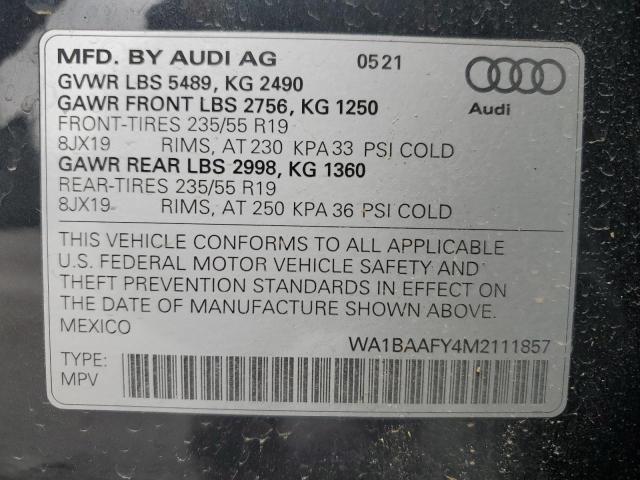 MFD. BY AUDI AG 0521
GVWR LBS 5489, KG 2490
GAWR FRONT LBS 2756, KG 1250
Audi
FRONT-TIRES 235/55 R19
8JX19 RIMS, AT 230 KPA 33 PSI COLD
GAWR REAR LBS 2998, KG 1360
REAR-TIRES 235/55 R19
8JX19 RIMS, AT 250 KPA 36 PSI COLD
THIS VEHICLE CONFORMS TO ALL APPLICABLE
U.S. FEDERAL MOTOR VEHICLE SAFETY AND
THEFT PREVENTION STANDARDS IN EFFECT ON
THE DATE OF MANUFACTURE SHOWN ABOVE.
MEXICO
WA1BAAFY4M2111857
TYPE:
MPV